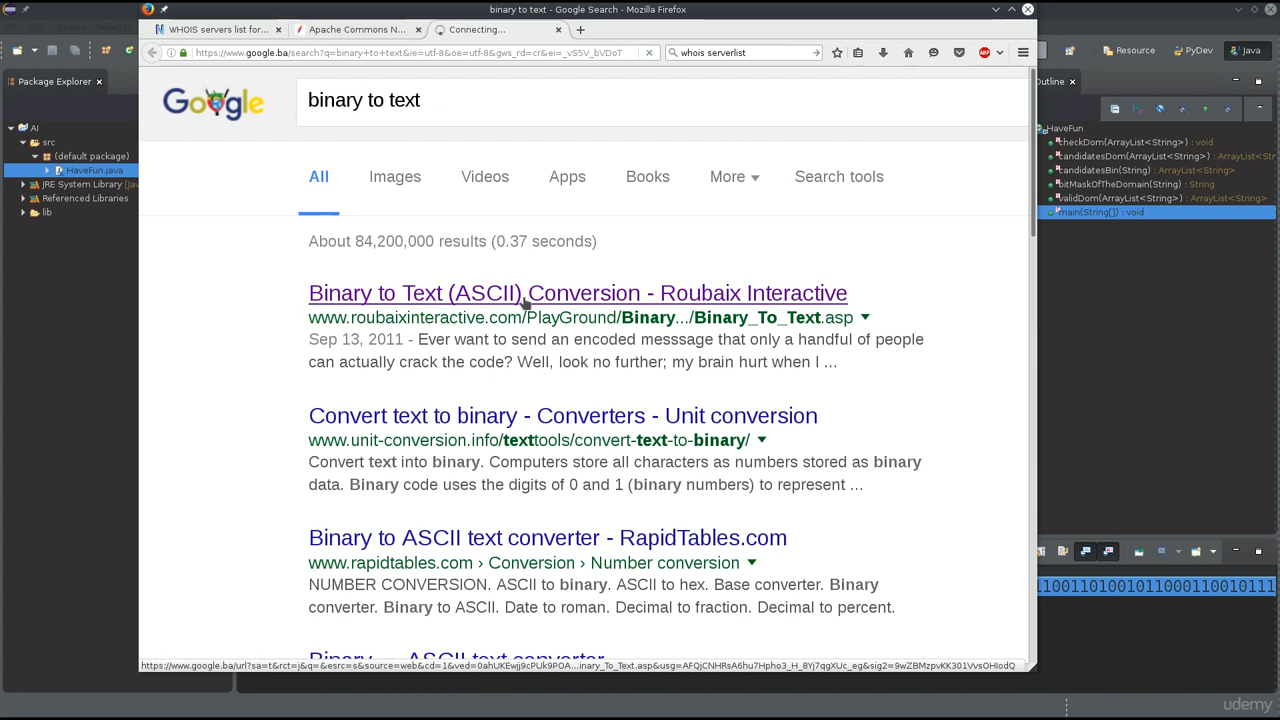 binary to text - Google Search - Mozilla Firefox
WHOIS servers list for...
Apache Commons N...
Connecting...
https://www.google.ba/search?q=binary+to+text&ie=utf-8&oe=utf-8&gws_rd=cr&ei=_vS5V_bVDoT
whois serverlist
Resource
PyDev
Java
Package Explorer
Outline
Google
binary to text
AI
src
(default package)
HaveFun.java
JRE System Library [jav
Referenced Libraries
lib
HaveFun
checkDom(ArrayList<String>) : void
candidatesDom(ArrayList<String>) : ArrayList<Str
candidatesBin(String) : ArrayList<String>
bitMaskOfTheDomain(String) : String
validDom(ArrayList<String>) : ArrayList<String>
main(String[]) : void
All
Images
Videos
Apps
Books
More
Search tools
About 84,200,000 results (0.37 seconds)
Binary to Text (ASCII) Conversion - Roubaix Interactive
www.roubaixinteractive.com/PlayGround/Binary.../Binary_To_Text.asp
Sep 13, 2011 - Ever want to send an encoded messsage that only a handful of people
can actually crack the code? Well, look no further; my brain hurt when I ...
Convert text to binary - Converters - Unit conversion
www.unit-conversion.info/texttools/convert-text-to-binary/
Convert text into binary. Computers store all characters as numbers stored as binary
data. Binary code uses the digits of 0 and 1 (binary numbers) to represent ...
Binary to ASCII text converter - RapidTables.com
www.rapidtables.com › Conversion › Number conversion
NUMBER CONVERSION. ASCII to binary. ASCII to hex. Base converter. Binary
converter. Binary to ASCII. Date to roman. Decimal to fraction. Decimal to percent.
1100110100101100011001011​1
udemy